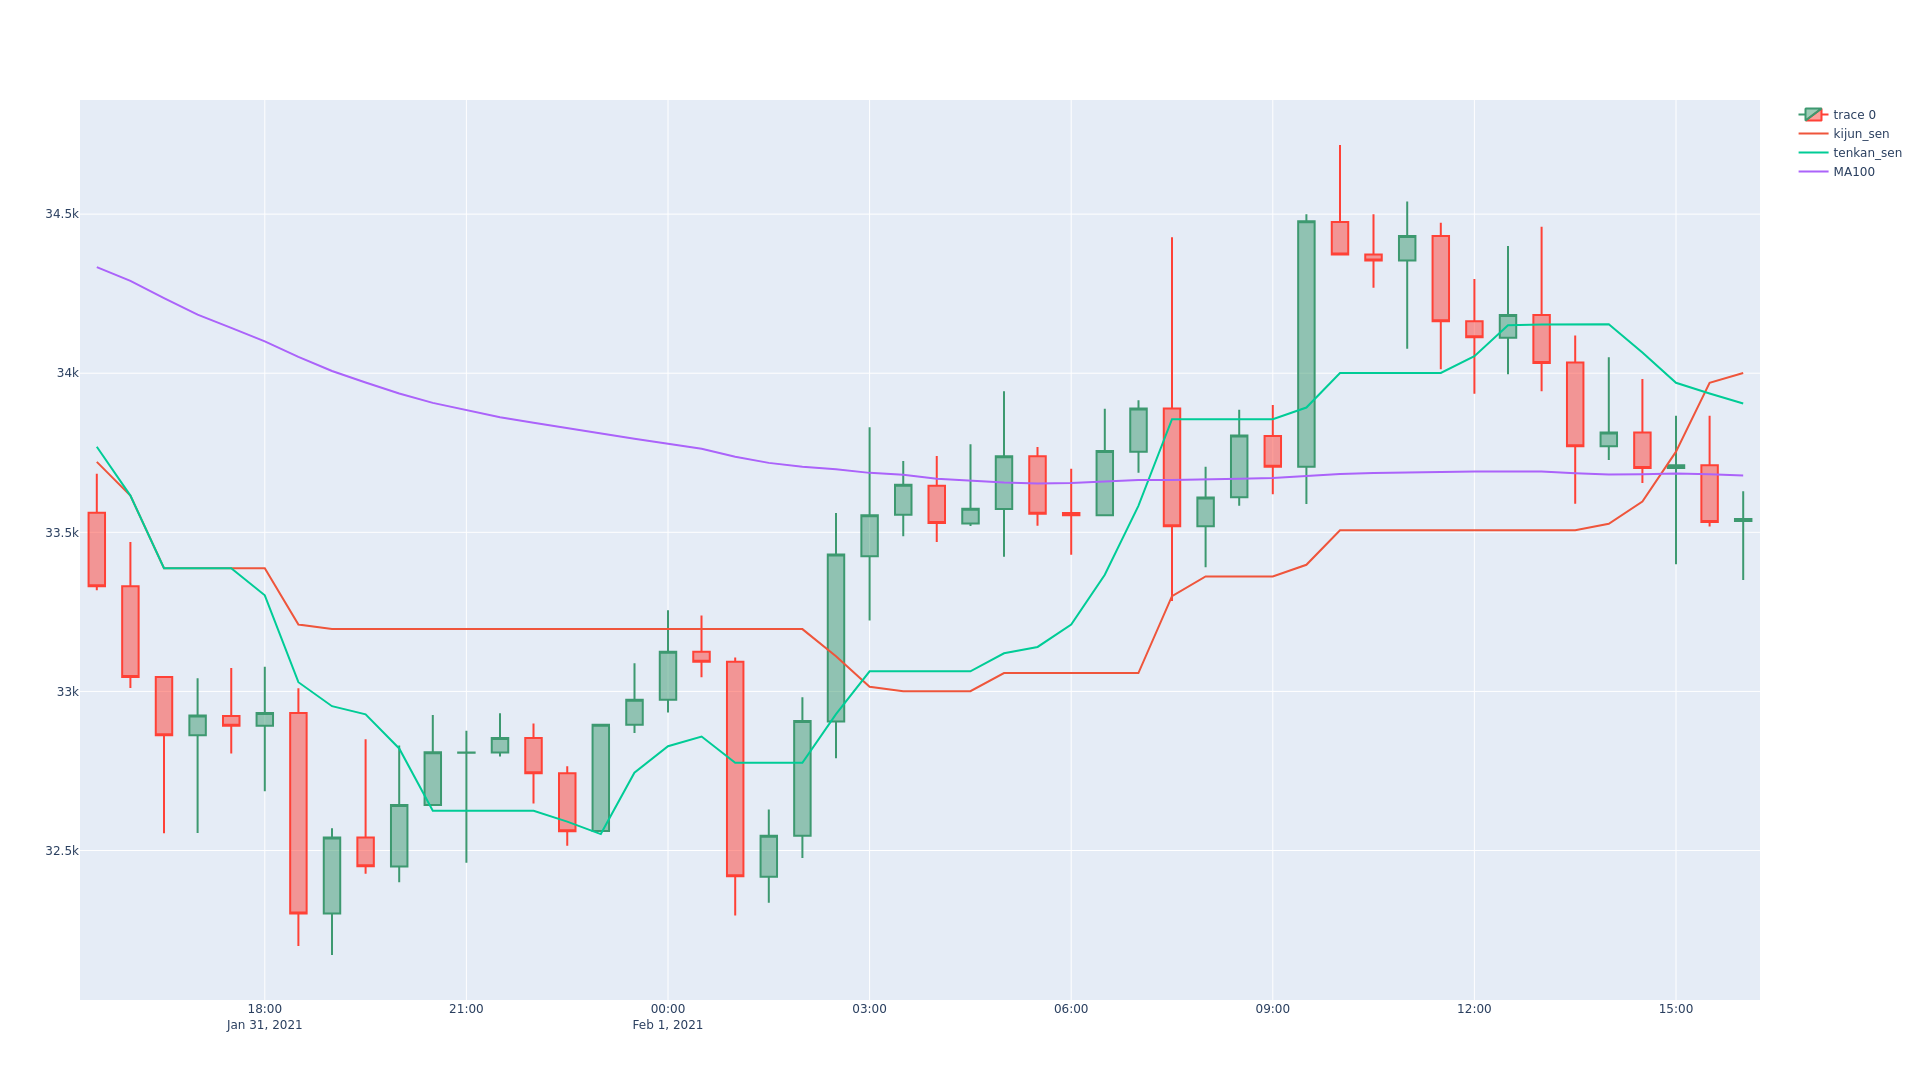 trace 0
kijun_sen
tenkan_sen
MA100
34.5k
34k
33.5k
33k
32.5k
18:00 21:00 00:00 03:00 06:00 09:00 12:00 15:00
Jan 31, 2021 Feb 1, 2021